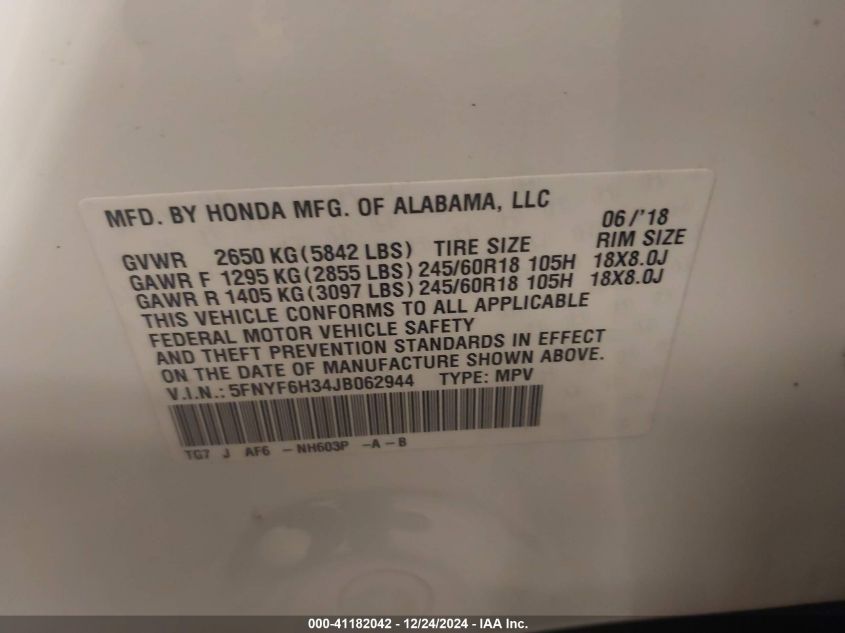 MFD. BY HONDA MFG. OF ALABAMA, LLC 06/'18
GVWR 2650 KG(5842 LBS) TIRE SIZE RIM SIZE
GAWR F 1295 KG(2855 LBS) 245/60R18 105H 18X8.0J
GAWR R 1405 KG(3097 LBS) 245/60R18 105H 18X8.0J
THIS VEHICLE CONFORMS TO ALL APPLICABLE
FEDERAL MOTOR VEHICLE SAFETY
AND THEFT PREVENTION STANDARDS IN EFFECT
ON THE DATE OF MANUFACTURE SHOWN ABOVE.
V.I.N.: 5FNYF6H34JB062944 TYPE: MPV
TG7 J AF6 - NH603P - A - B
000-41182042 - 12/24/2024 - IAA Inc.